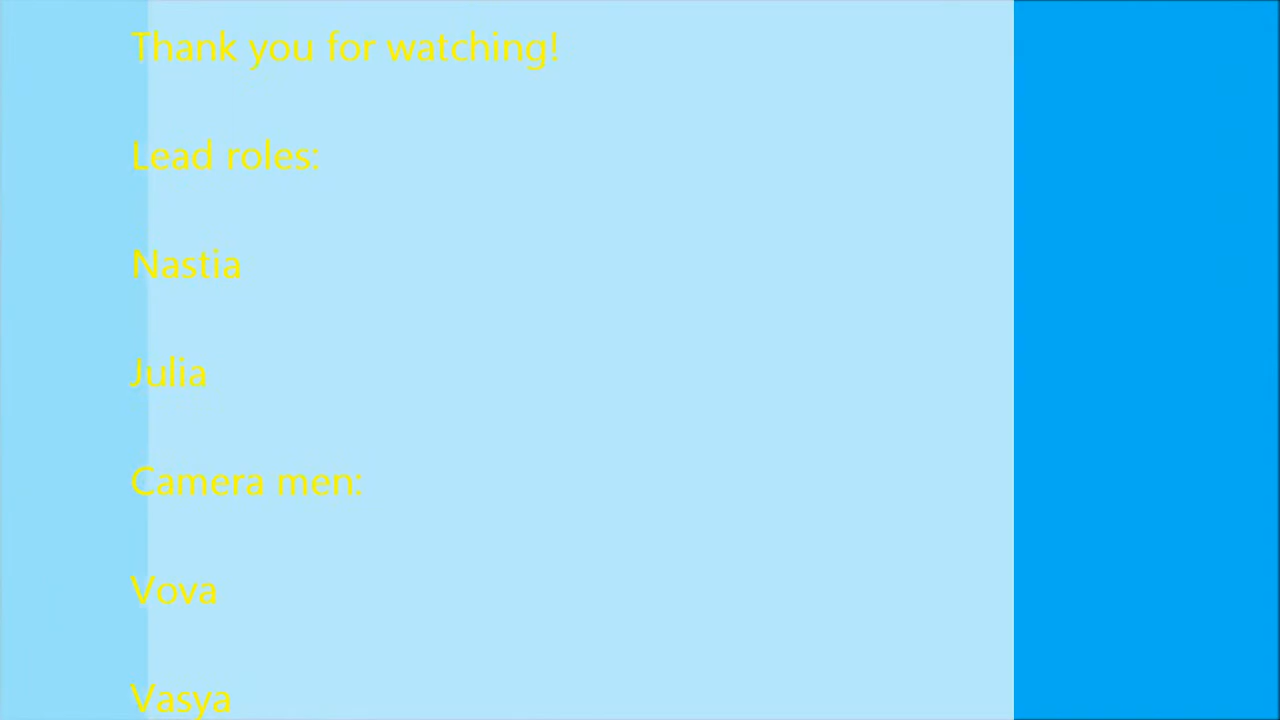 Thank you for watching!
Lead roles:
Nastia
Julia
Camera men:
Vova
Vasya